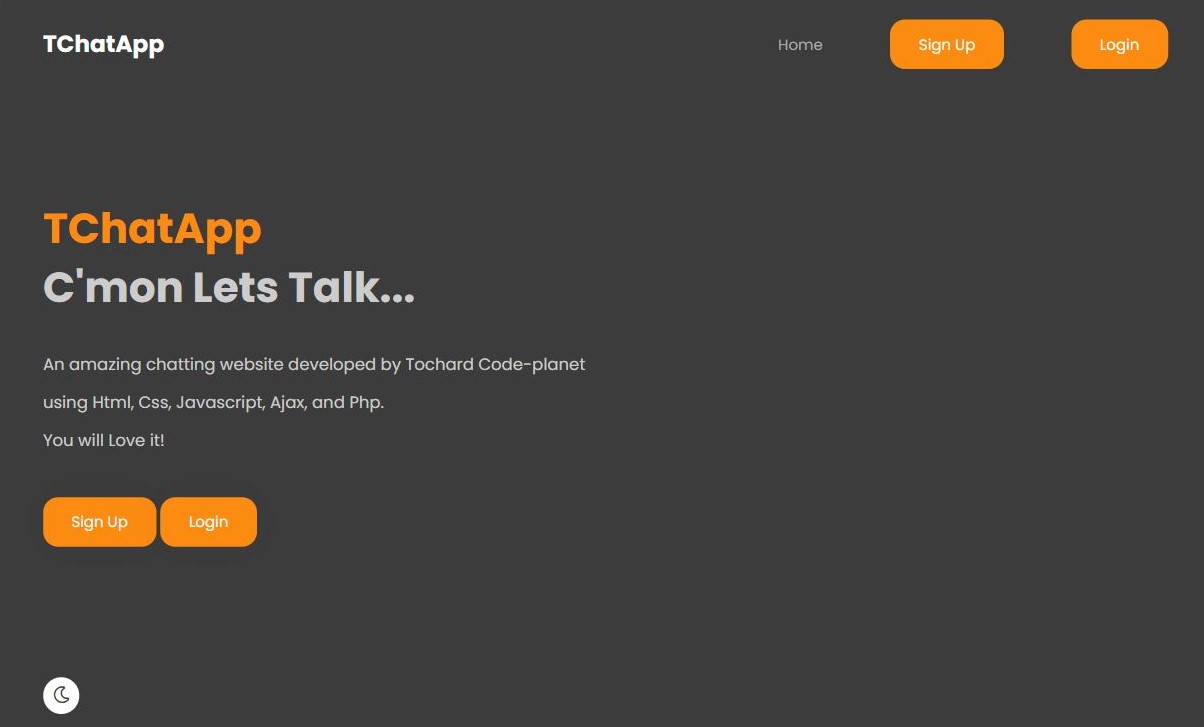 TChatApp
Home
Sign Up
Login
TChatApp
C'mon Lets Talk...
An amazing chatting website developed by Tochard Code-planet
using Html, Css, Javascript, Ajax, and Php.
You will Love it!
Sign Up
Login